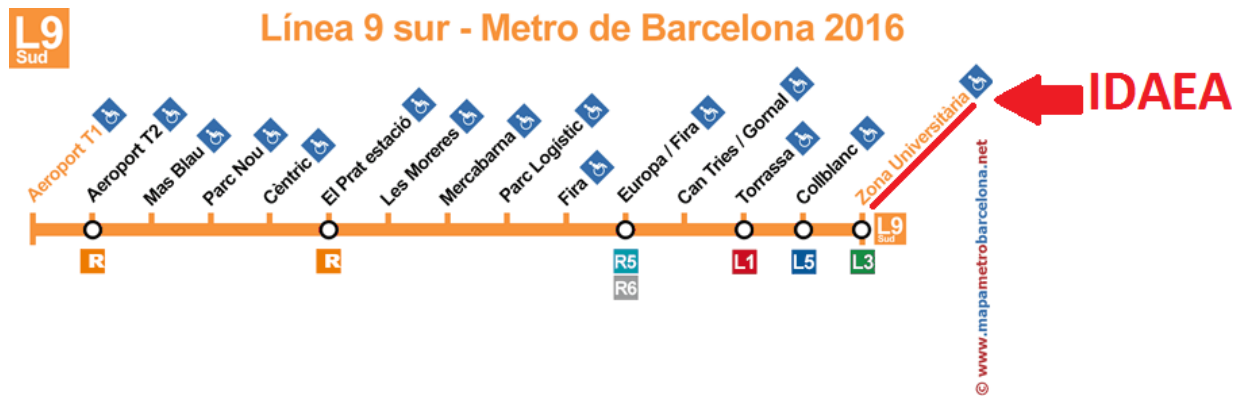 L9
Sud
Línea 9 sur - Metro de Barcelona 2016
IDAEA
Aeroport T1
Aeroport T2
Mas Blau
Parc Nou
Cèntric
El Prat estació
Les Moreres
Mercabarna
Parc Logístic
Fira
Europa / Fira
Can Tries / Gornal
Torrassa
Collblanc
Zona Universitària
L9
Sud
R
R
R5
R6
L1
L5
L3
© www.mapametrobarcelona.net